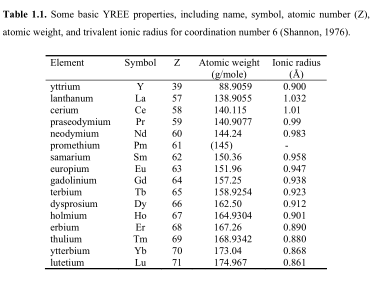 Table 1.1. Some basic YREE properties, including name, symbol, atomic number (Z),
atomic weight, and trivalent ionic radius for coordination number 6 (Shannon, 1976).
Element Symbol Z Atomic weight Ionic radius
(g/mole) (Å)
yttrium Y 39 88.9059 0.900
lanthanum La 57 138.9055 1.032
cerium Ce 58 140.115 1.01
praseodymium Pr 59 140.9077 0.99
neodymium Nd 60 144.24 0.983
promethium Pm 61 (145) -
samarium Sm 62 150.36 0.958
europium Eu 63 151.96 0.947
gadolinium Gd 64 157.25 0.938
terbium Tb 65 158.9254 0.923
dysprosium Dy 66 162.50 0.912
holmium Ho 67 164.9304 0.901
erbium Er 68 167.26 0.890
thulium Tm 69 168.9342 0.880
ytterbium Yb 70 173.04 0.868
lutetium Lu 71 174.967 0.861